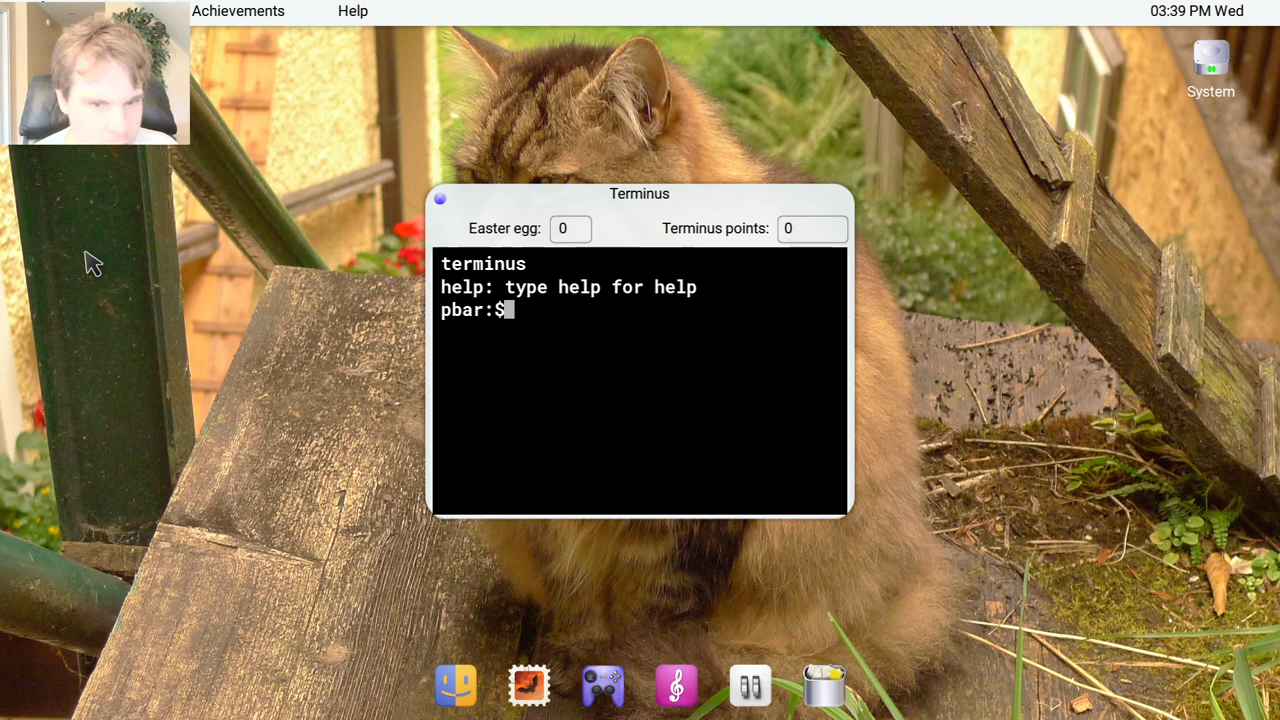 Achievements Help 03:39 PM Wed
System
Terminus
Easter egg: 0 Terminus points: 0
terminus
help: type help for help
pbar:$